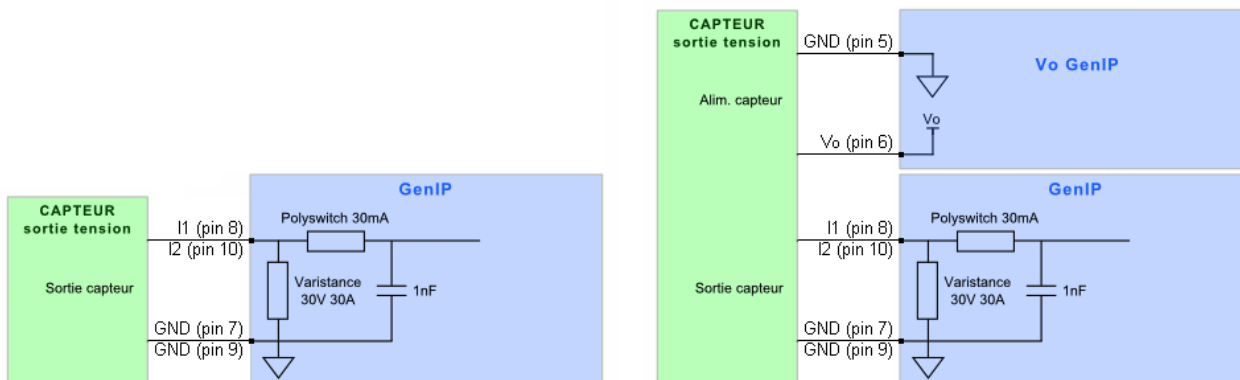 GenIP
CAPTEUR
sortie tension
I1 (pin 8)
I2 (pin 10)
Polyswitch 30mA
Sortie capteur
Varistance
30V 30A
1nF
GND (pin 7)
GND (pin 9)
CAPTEUR
sortie tension
GND (pin 5)
Vo GenIP
Alim. capteur
Vo
Vo (pin 6)
GenIP
I1 (pin 8)
I2 (pin 10)
Polyswitch 30mA
Sortie capteur
Varistance
30V 30A
1nF
GND (pin 7)
GND (pin 9)